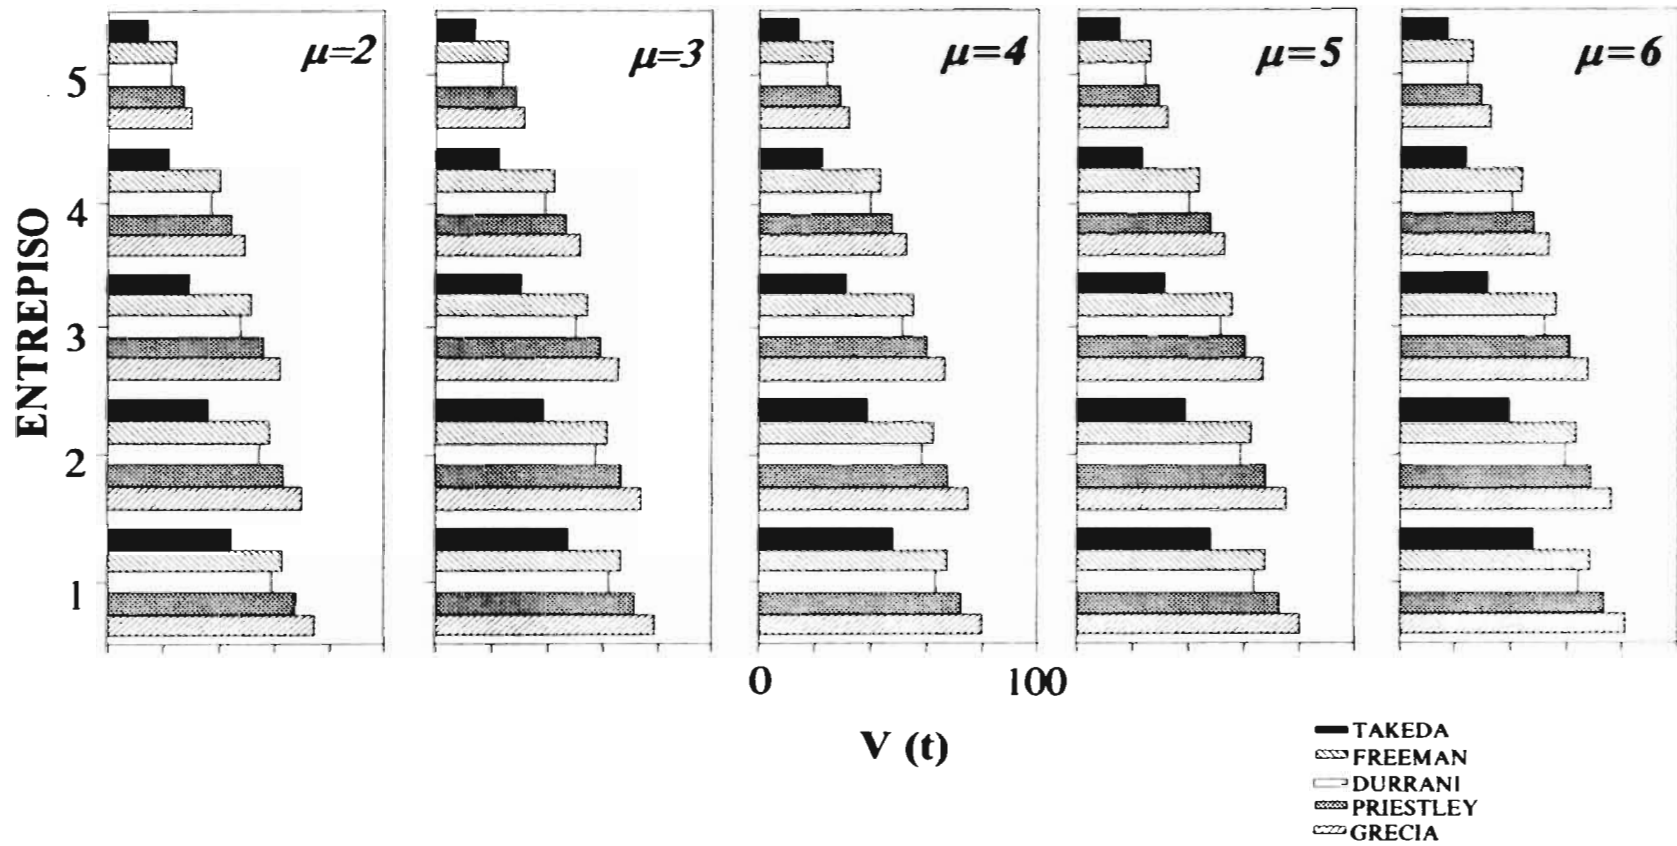 μ=2
μ=3
μ=4
μ=5
μ=6
ENTREPISO
5
4
3
2
1
0
100
V (t)
TAKEDA
FREEMAN
DURRANI
PRIESTLEY
GRECIA